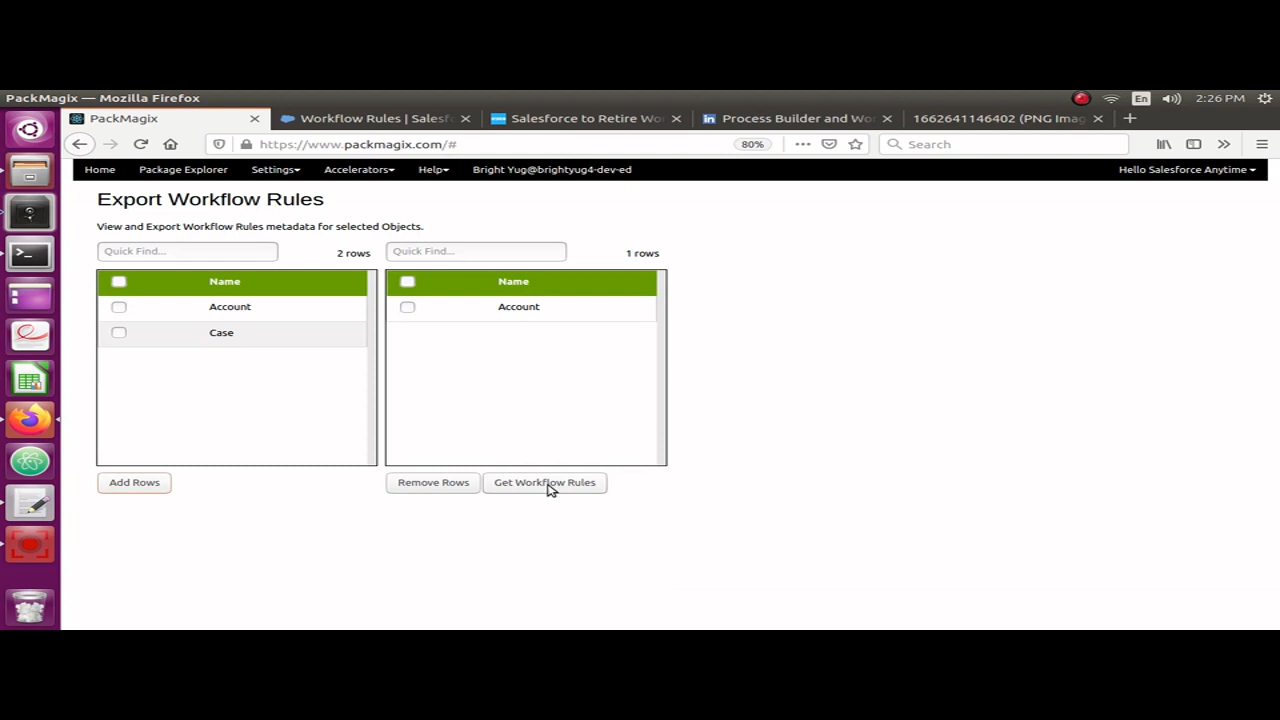 PackMagix — Mozilla Firefox
En
2:26 PM
PackMagix
Workflow Rules | Salesf
Salesforce to Retire Wor
Process Builder and Wor
1662641146402 (PNG Imag
https://www.packmagix.com/#
80%
Search
Home
Package Explorer
Settings
Accelerators
Help
Bright Yug@brightyug4-dev-ed
Hello Salesforce Anytime
Export Workflow Rules
View and Export Workflow Rules metadata for selected Objects.
Quick Find...
2 rows
Quick Find...
1 rows
Name
Name
Account
Account
Case
Add Rows
Remove Rows
Get Workflow Rules